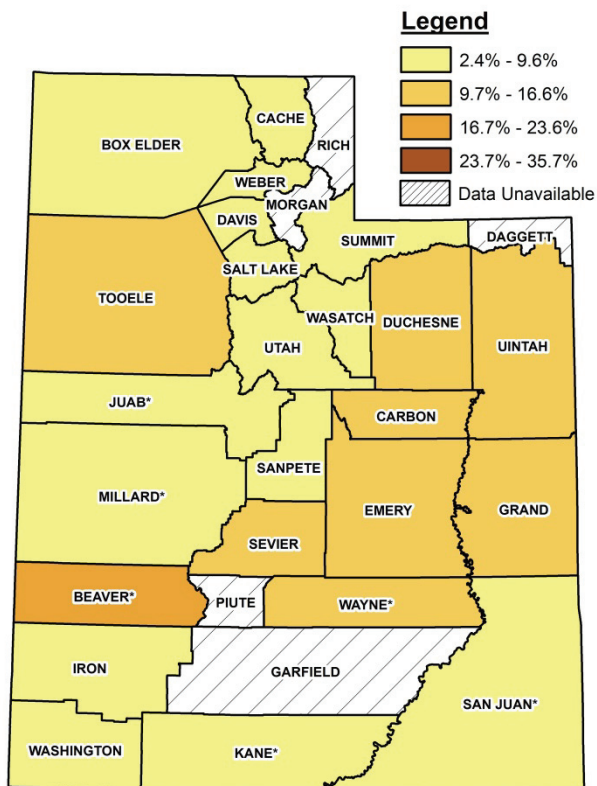 Legend
2.4% - 9.6%
9.7% - 16.6%
16.7% - 23.6%
23.7% - 35.7%
Data Unavailable
CACHE
BOX ELDER
RICH
WEBER
MORGAN
DAVIS
SUMMIT
DAGGETT
SALT LAKE
TOOELE
WASATCH
DUCHESNE
UTAH
UINTAH
JUAB*
CARBON
SANPETE
MILLARD*
EMERY
GRAND
SEVIER
BEAVER*
PIUTE
WAYNE*
IRON
GARFIELD
SAN JUAN*
WASHINGTON
KANE*